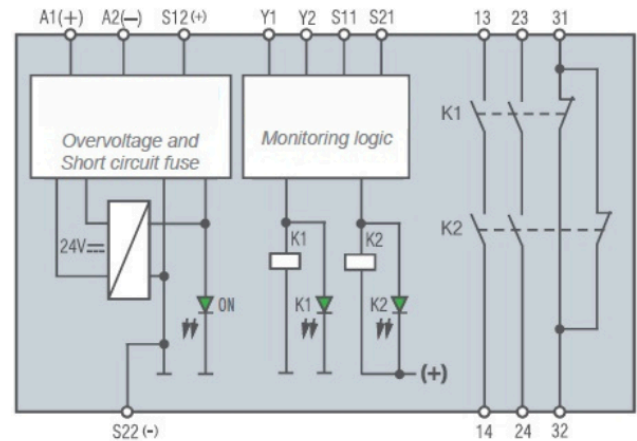 A1(+) A2(—) S12(+) Y1 Y2 S11 S21 13 23 31
Overvoltage and
Short circuit fuse
Monitoring logic
K1
K2
24V
K1
K2
ON
K1
K2
(+)
S22(-)
14 24 32